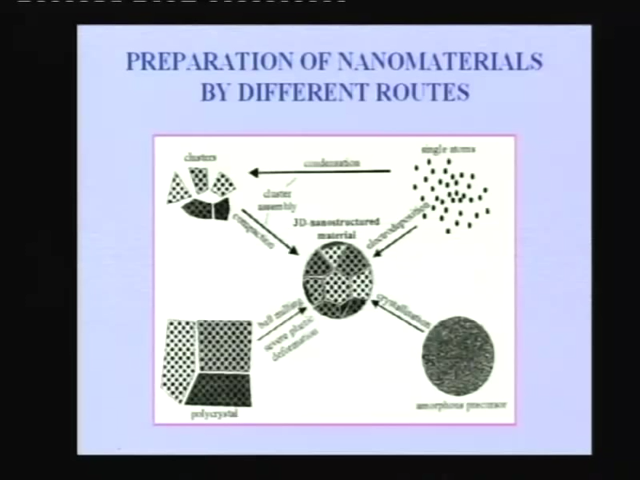 PREPARATION OF NANOMATERIALS
BY DIFFERENT ROUTES
clusters
condensation
single atoms
cluster
assembly
compaction
3D-nanostructured
material
electrodeposition
ball milling
severe plastic
deformation
crystallization
polycrystal
amorphous precursor